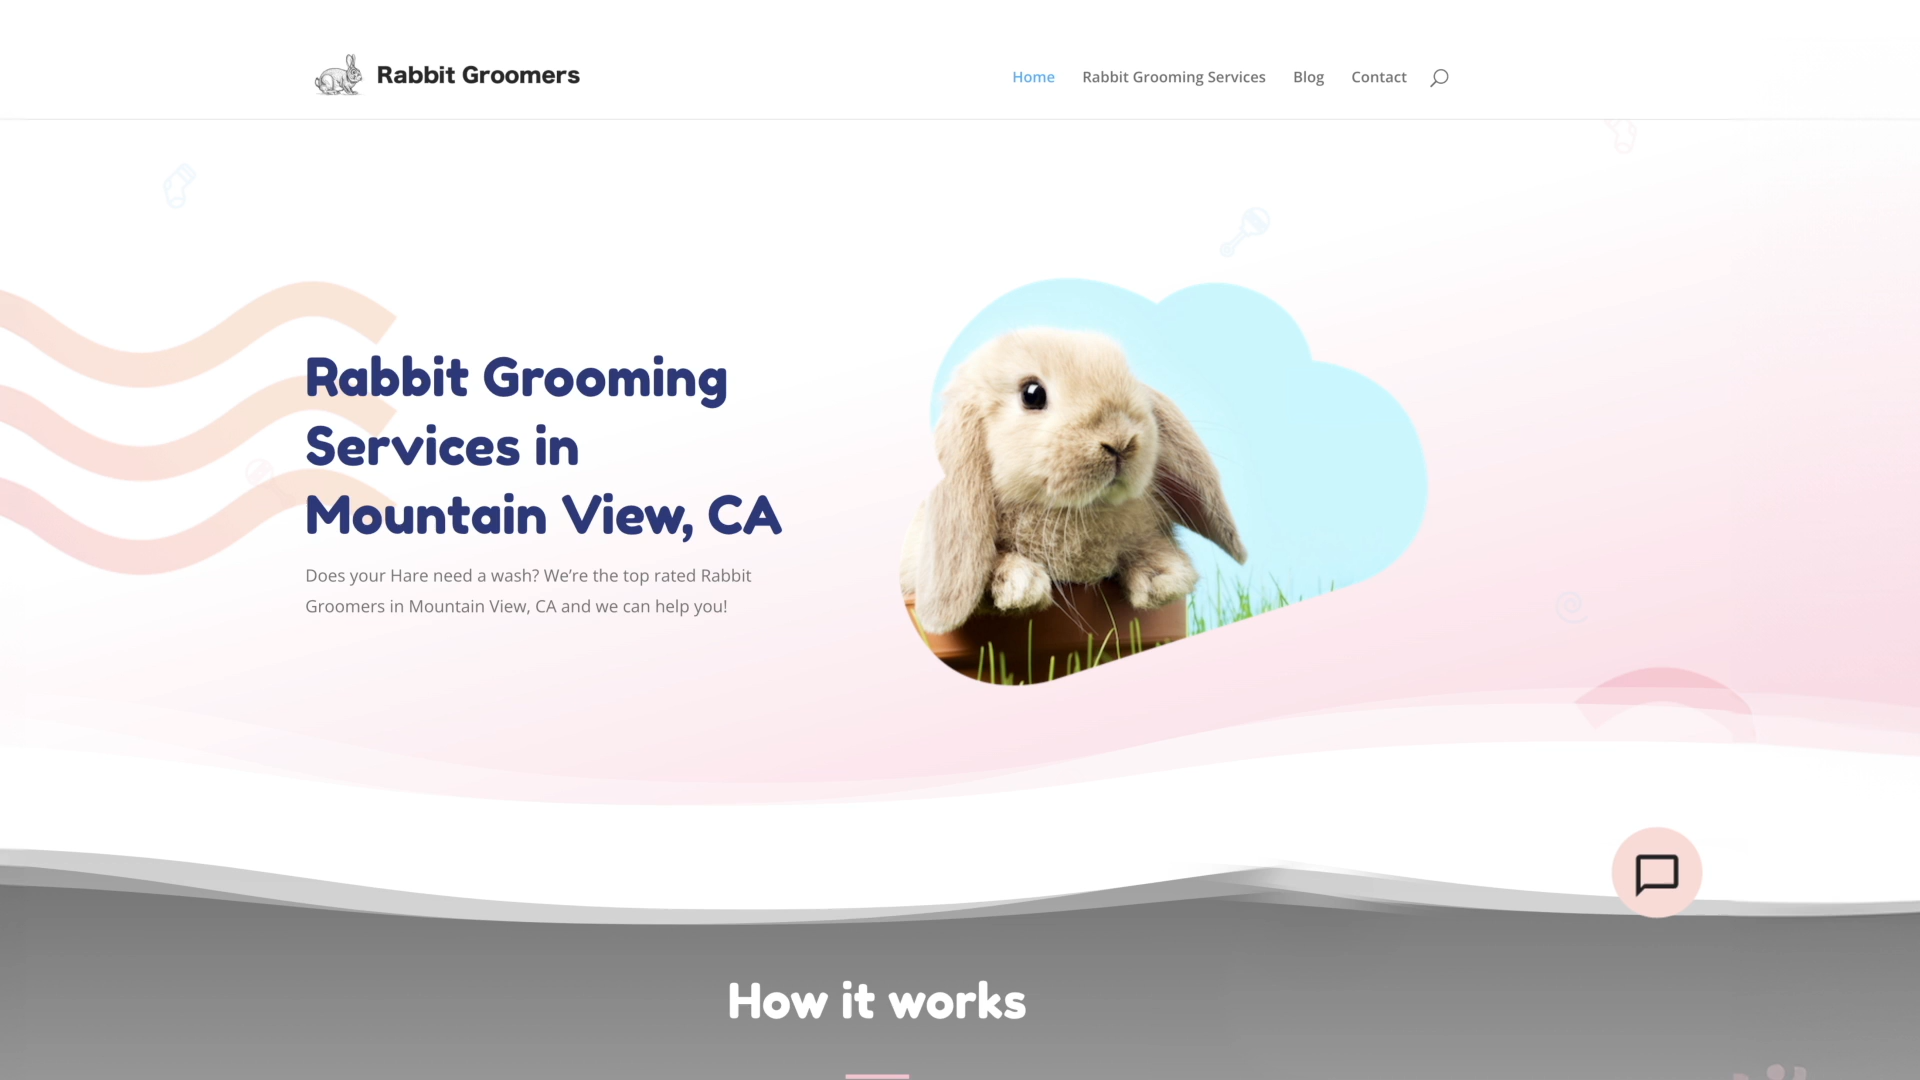 Rabbit Groomers
Home Rabbit Grooming Services Blog Contact
Rabbit Grooming
Services in
Mountain View, CA
Does your Hare need a wash? We’re the top rated Rabbit
Groomers in Mountain View, CA and we can help you!
How it works